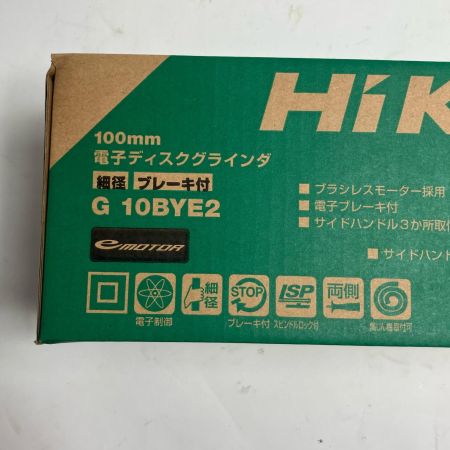 HiK
100mm
電子ディスクグラインダ
細径 ブレーキ付
G 10BYE2
e MOTOR
■ ブラシレスモーター採用
■ 電子ブレーキ付
■ サイドハンドル3か所取
■ サイドハンド
電子制御
細径
STOP
ブレーキ付
LSP
スピンドルロック付
両側
集じん機取付可